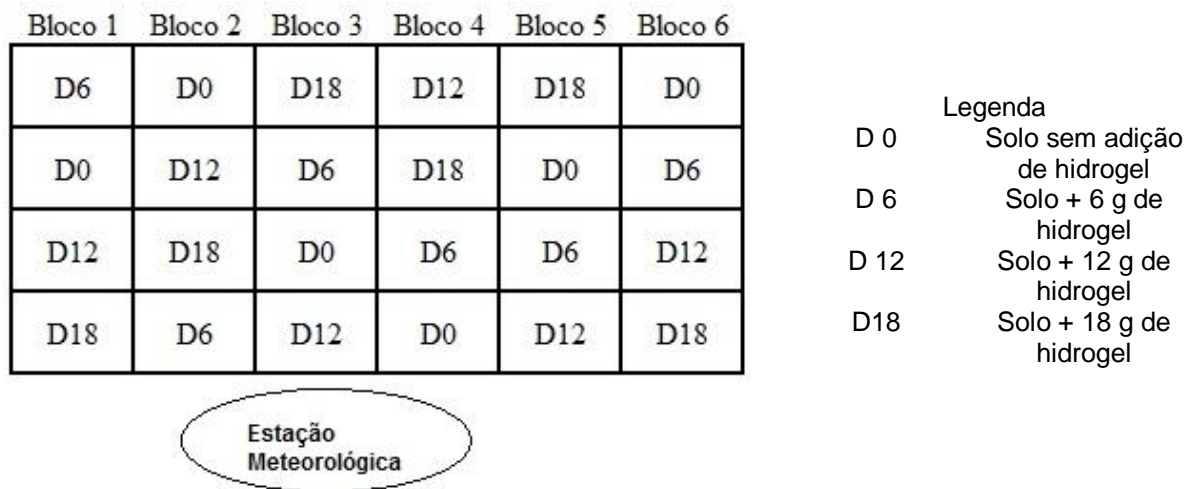 Bloco 1 Bloco 2 Bloco 3 Bloco 4 Bloco 5 Bloco 6
D6 D0 D18 D12 D18 D0
D0 D12 D6 D18 D0 D6
D12 D18 D0 D6 D6 D12
D18 D6 D12 D0 D12 D18
Estação
Meteorológica
Legenda
D 0 Solo sem adição
de hidrogel
D 6 Solo + 6 g de
hidrogel
D 12 Solo + 12 g de
hidrogel
D18 Solo + 18 g de
hidrogel